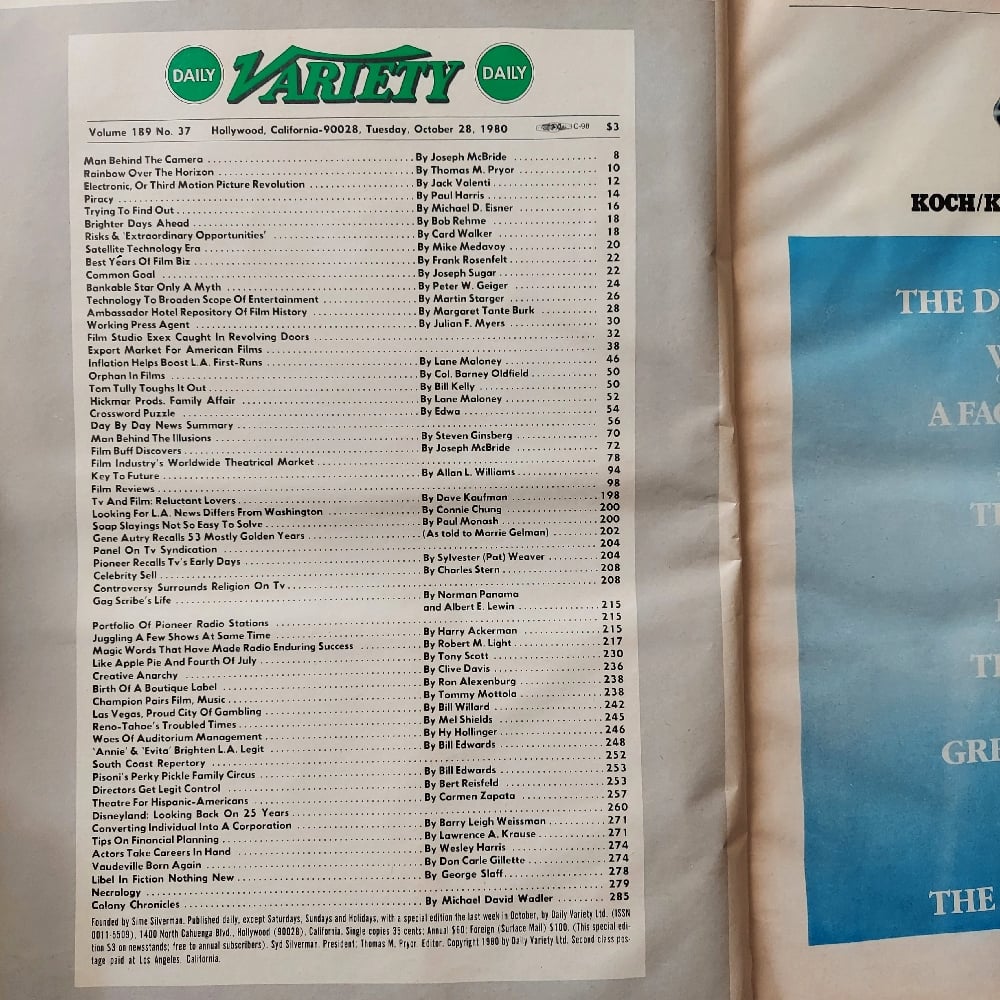 DAILY VARIETY DAILY
Volume 189 No. 37 Hollywood, California-90028, Tuesday, October 28, 1980 C-98 $3
Man Behind The Camera By Joseph McBride 8
Rainbow Over The Horizon By Thomas M. Pryor 10
Electronic, Or Third Motion Picture Revolution By Jack Valenti 12
Piracy By Paul Harris 14
Trying To Find Out By Michael D. Eisner 16
Brighter Days Ahead By Bob Rehme 18
Risks & 'Extraordinary Opportunities' By Card Walker 18
Satellite Technology Era By Mike Medavoy 20
Best Years Of Film Biz By Frank Rosenfelt 22
Common Goal By Joseph Sugar 22
Bankable Star Only A Myth By Peter W. Geiger 24
Technology To Broaden Scope Of Entertainment By Martin Starger 26
Ambassador Hotel Repository Of Film History By Margaret Tante Burk 28
Working Press Agent By Julian F. Myers 30
Film Studio Exex Caught In Revolving Doors 32
Export Market For American Films 38
Inflation Helps Boost L.A. First-Runs By Lane Maloney 46
Orphan In Films By Col. Barney Oldfield 50
Tom Tully Toughs It Out By Bill Kelly 50
Hickmar Prods. Family Affair By Lane Maloney 52
Crossword Puzzle By Edwa 54
Day By Day News Summary 56
Man Behind The Illusions By Steven Ginsberg 70
Film Buff Discovers By Joseph McBride 72
Film Industry's Worldwide Theatrical Market 78
Key To Future By Allan L. Williams 94
Film Reviews 98
Tv And Film: Reluctant Lovers By Dave Kaufman 198
Looking For L.A. News Differs From Washington By Connie Chung 200
Soap Slayings Not So Easy To Solve By Paul Monash 200
Gene Autry Recalls 53 Mostly Golden Years (As told to Marrie Gelman) 202
Panel On Tv Syndication 204
Pioneer Recalls Tv's Early Days By Sylvester (Pat) Weaver 204
Celebrity Sell By Charles Stern 208
Controversy Surrounds Religion On Tv 208
Gag Scribe's Life By Norman Panama
and Albert E. Lewin 215
Portfolio Of Pioneer Radio Stations 215
Juggling A Few Shows At Same Time By Harry Ackerman 215
Magic Words That Have Made Radio Enduring Success By Robert M. Light 217
Like Apple Pie And Fourth Of July By Tony Scott 230
Creative Anarchy By Clive Davis 236
Birth Of A Boutique Label By Ron Alexenburg 238
Champion Pairs Film, Music By Tommy Mottola 238
Las Vegas, Proud City Of Gambling By Bill Willard 242
Reno-Tahoe's Troubled Times By Mel Shields 245
Woes Of Auditorium Management By Hy Hollinger 246
'Annie' & 'Evita' Brighten L.A. Legit By Bill Edwards 248
South Coast Repertory 252
Pisoni's Perky Pickle Family Circus By Bill Edwards 253
Directors Get Legit Control By Bert Reisfeld 253
Theatre For Hispanic-Americans By Carmen Zapata 257
Disneyland: Looking Back On 25 Years 260
Converting Individual Into A Corporation By Barry Leigh Weissman 271
Tips On Financial Planning By Lawrence A. Krause 271
Actors Take Careers In Hand By Wesley Harris 274
Vaudeville Born Again By Don Carle Gillette 274
Libel In Fiction Nothing New By George Slaff 278
Necrology 279
Colony Chronicles By Michael David Wadler 285
Founded by Sime Silverman. Published daily, except Saturdays, Sundays and Holidays, with a special edition the last week in October, by Daily Variety Ltd. (ISSN
0011-5509), 1400 North Cahuenga Blvd., Hollywood (90028), California. Single copies 35 cents; Annual $60; Foreign (Surface Mail) $100. (This special edi-
tion $3 on newsstands; free to annual subscribers). Syd Silverman, President; Thomas M. Pryor Editor. Copyright 1980 by Daily Variety Ltd. Second class pos-
tage paid at Los Angeles, California.
KOCH/K
THE D
A FA
GRE
THE